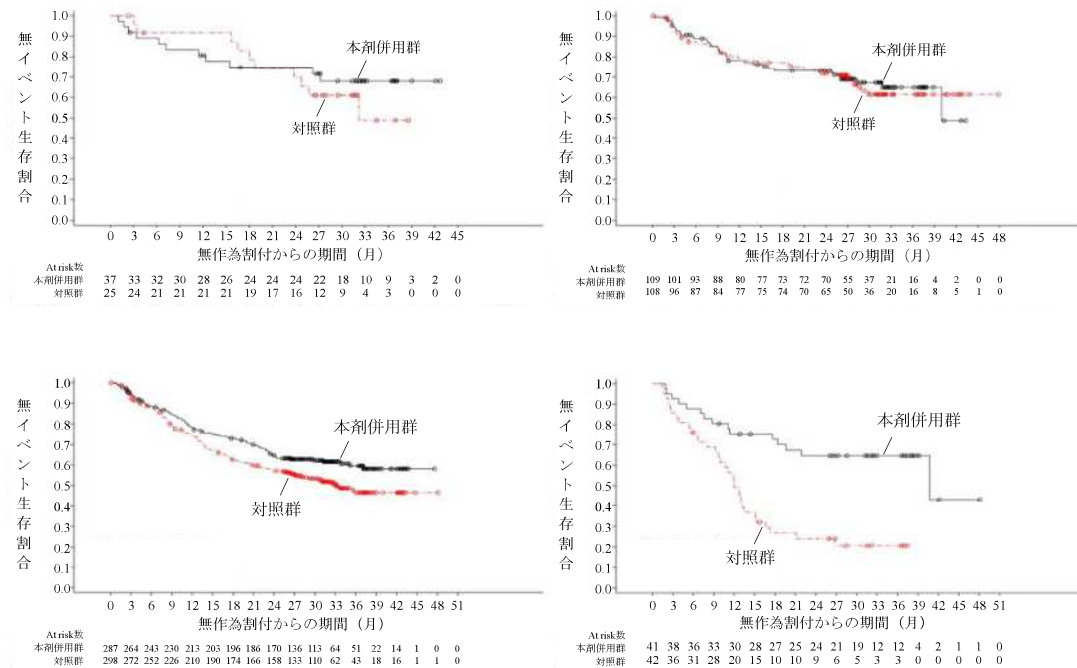 無イベント生存割合
1.0
0.9
0.8
0.7
0.6
0.5
0.4
0.3
0.2
0.1
0.0
本剤併用群
対照群
0 3 6 9 12 15 18 21 24 27 30 33 36 39 42 45
無作為割付からの期間（月）
At risk数
本剤併用群 37 33 32 30 28 26 24 24 24 22 18 10 9 3 2 0
対照群 25 24 21 21 21 21 19 17 16 12 9 4 3 0 0 0
無イベント生存割合
1.0
0.9
0.8
0.7
0.6
0.5
0.4
0.3
0.2
0.1
0.0
本剤併用群
対照群
0 3 6 9 12 15 18 21 24 27 30 33 36 39 42 45 48
無作為割付からの期間（月）
At risk数
本剤併用群 109 101 93 88 80 77 73 72 70 55 37 21 16 4 2 0 0
対照群 108 96 87 84 77 75 74 70 65 50 36 20 16 8 5 1 0
無イベント生存割合
1.0
0.9
0.8
0.7
0.6
0.5
0.4
0.3
0.2
0.1
0.0
本剤併用群
対照群
0 3 6 9 12 15 18 21 24 27 30 33 36 39 42 45 48 51
無作為割付からの期間（月）
At risk数
本剤併用群 287 264 243 230 213 203 196 186 170 136 113 64 51 22 14 1 0 0
対照群 298 272 252 226 210 190 174 166 158 133 110 62 43 18 16 1 1 0
無イベント生存割合
1.0
0.9
0.8
0.7
0.6
0.5
0.4
0.3
0.2
0.1
0.0
本剤併用群
対照群
0 3 6 9 12 15 18 21 24 27 30 33 36 39 42 45 48 51
無作為割付からの期間（月）
At risk数
本剤併用群 41 38 36 33 30 28 27 25 24 21 19 12 12 4 2 1 1 0
対照群 42 36 31 28 20 15 10 10 9 6 5 3 3 0 0 0 0 0